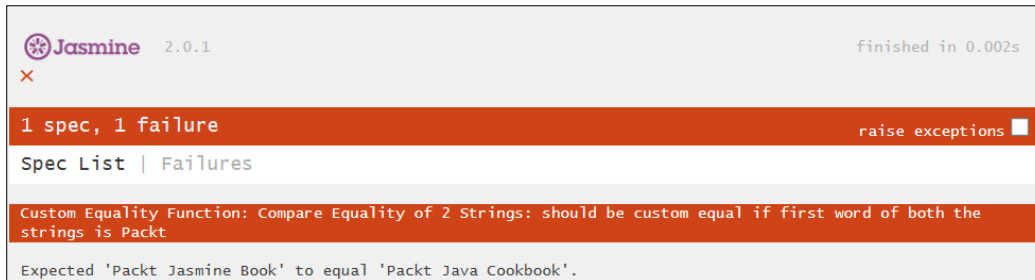 Jasmine 2.0.1 finished in 0.002s
1 spec, 1 failure raise exceptions
Spec List | Failures
Custom Equality Function: Compare Equality of 2 Strings: should be custom equal if first word of both the
strings is Packt
Expected 'Packt Jasmine Book' to equal 'Packt Java Cookbook'.